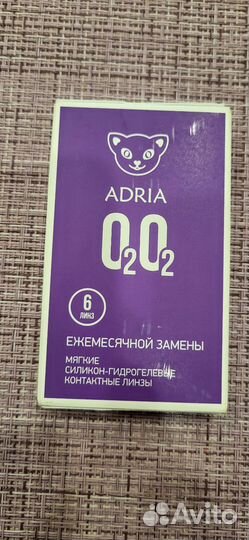 ADRIA
O2O2
6
ЛИНЗ
ЕЖЕМЕСЯЧНОЙ ЗАМЕНЫ
МЯГКИЕ
СИЛИКОН-ГИДРОГЕЛЕВЫЕ
КОНТАКТНЫЕ ЛИНЗЫ
Avito